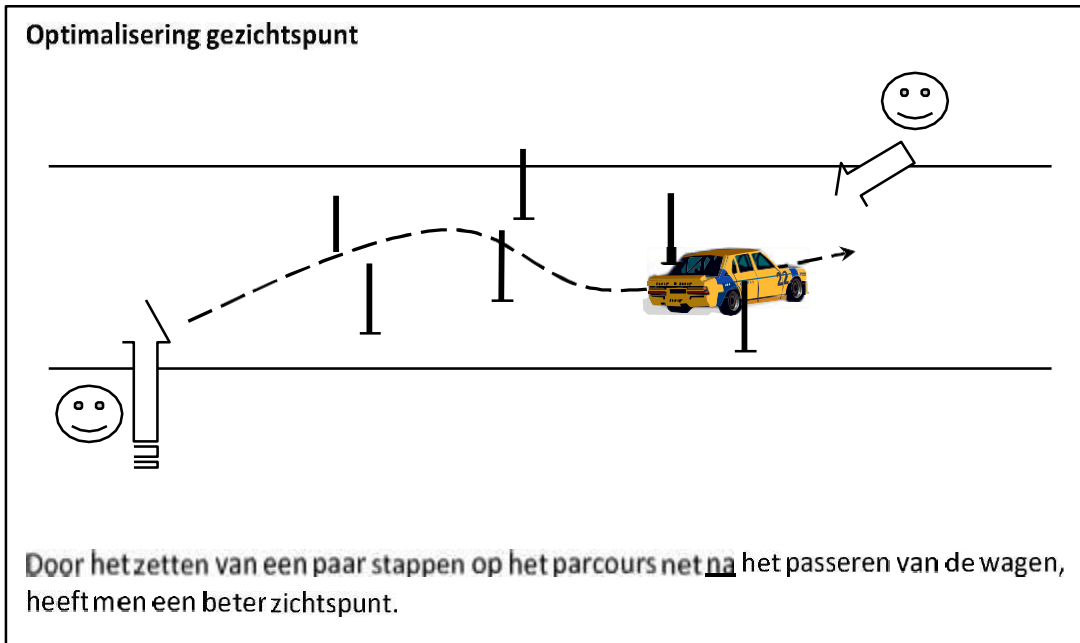 Optimalisering gezichtspunt
22
Door het zetten van een paar stappen op het parcours net na het passeren van de wagen,
heeft men een beter zichtspunt.